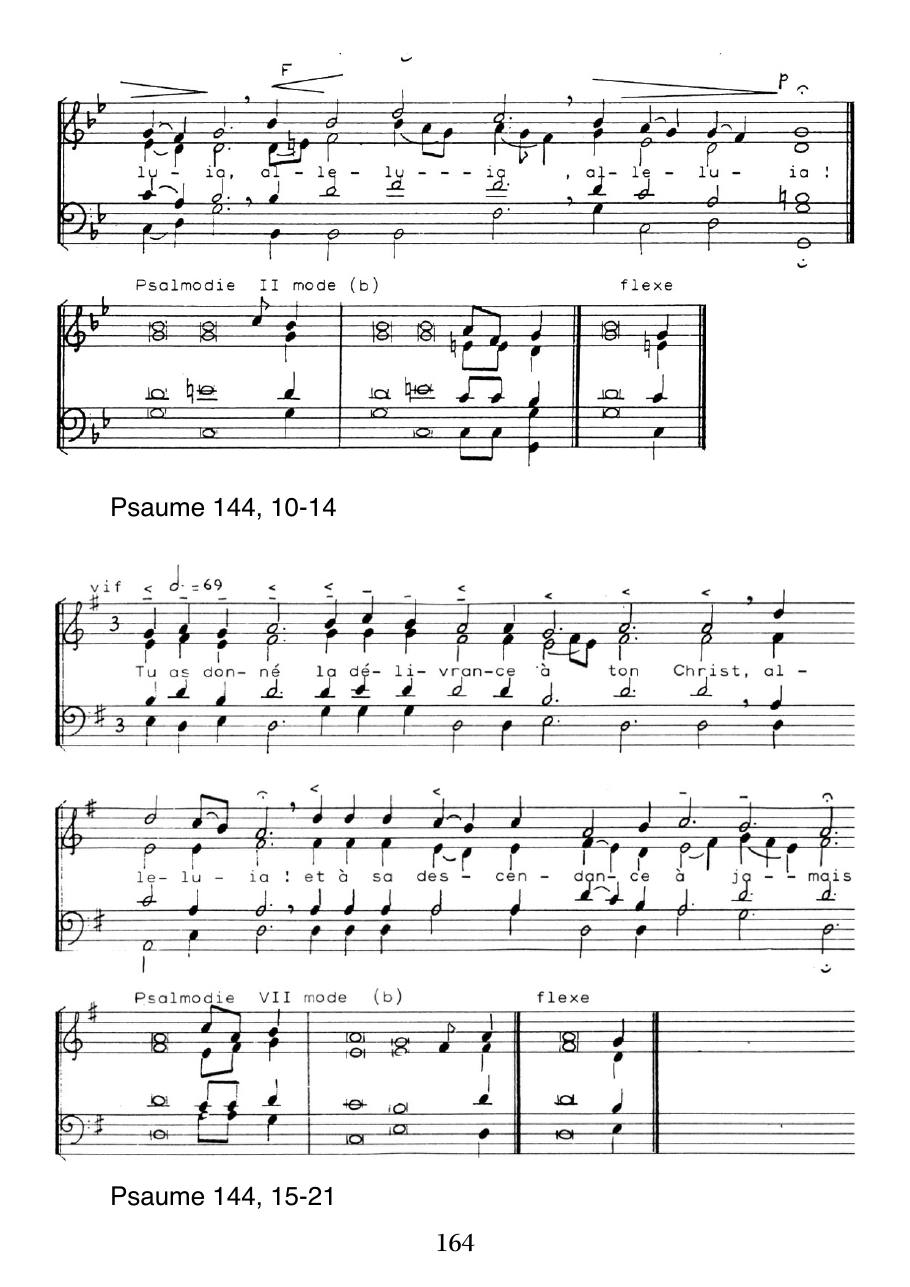 F p
lu - - ia, al - le - lu - - - ia , al - le - lu - ia !
Psalmodie II mode (b) flexe
Psaume 144, 10-14
vif = 69
3
Tu as don- né la dé- li- vran-ce à ton Christ, al -
3
le- lu - ia ! et à sa des - cen - dan- ce à ja - - mais
Psalmodie VII mode (b) flexe
Psaume 144, 15-21
164